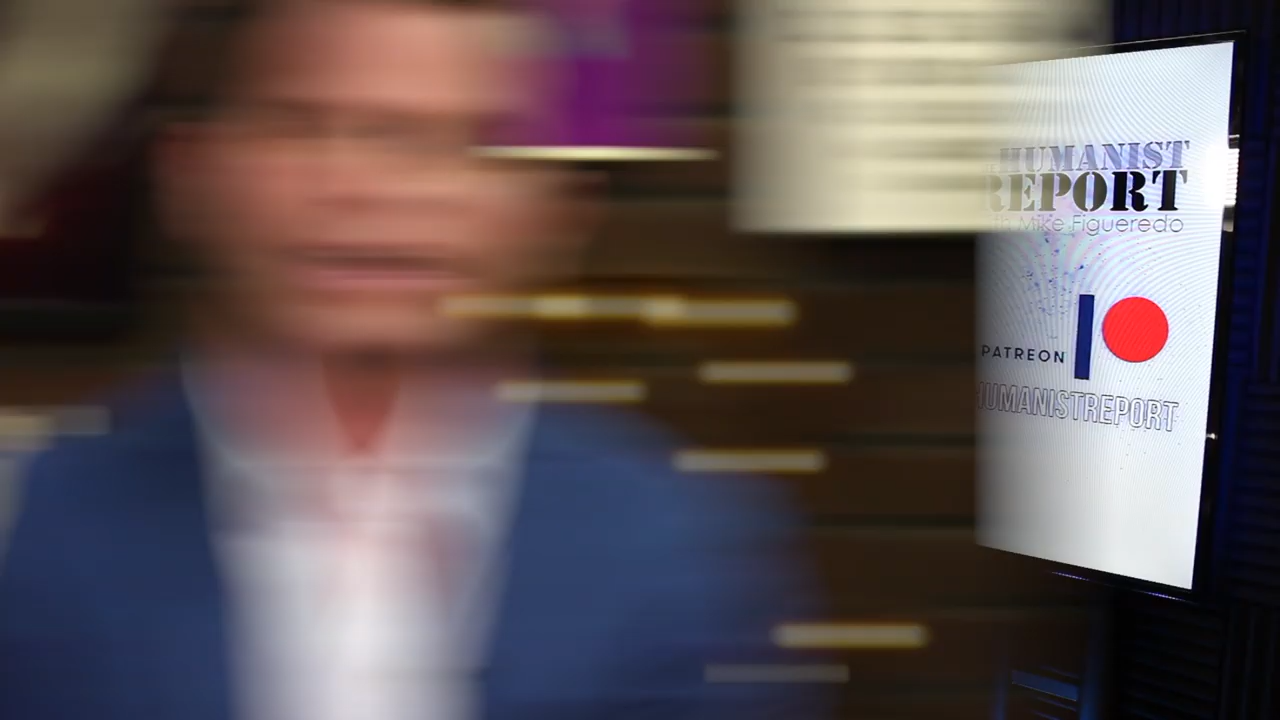 HUMANIST
REPORT
Mike Figueredo
PATREON
HUMANISTREPORT